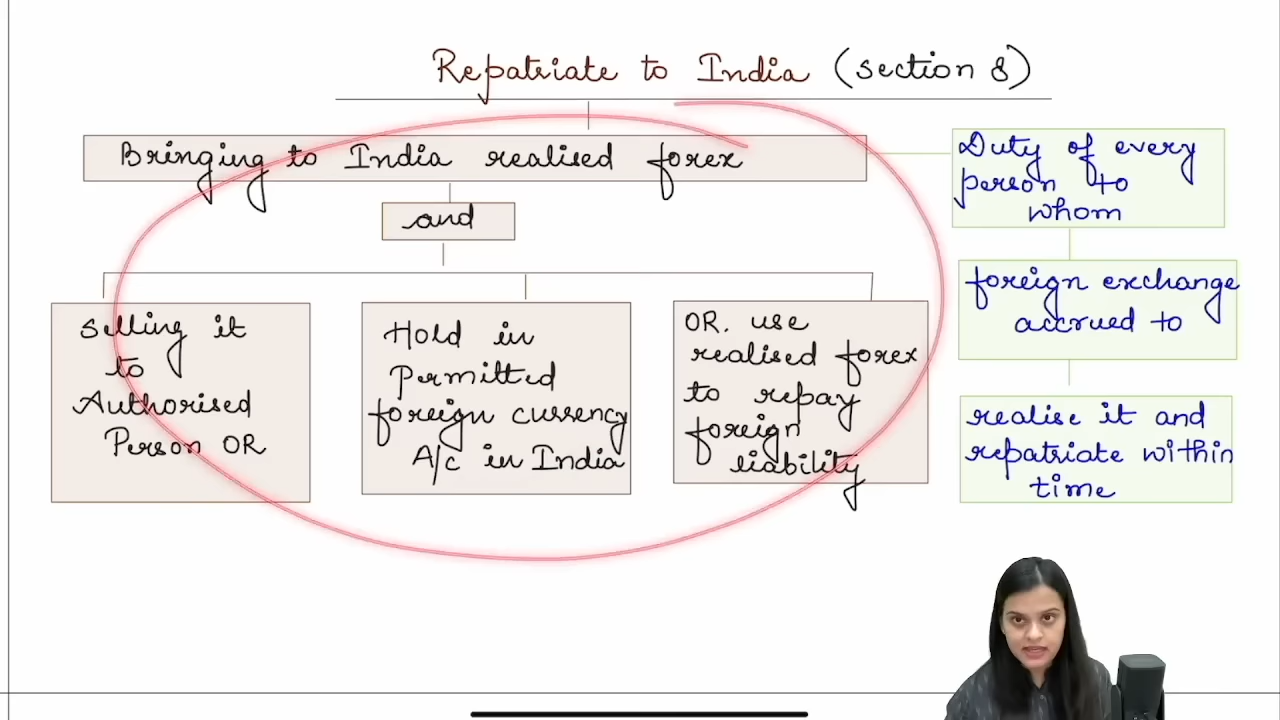 Repatriate to India (section 8)
Bringing to India realised forex
and
Selling it
to
Authorised
Person OR
Hold in
Permitted
foreign currency
A/c in India
OR. use
realised forex
to repay
foreign
liability
Duty of every
person to
whom
foreign exchange
accrued to
realise it and
repatriate within
time